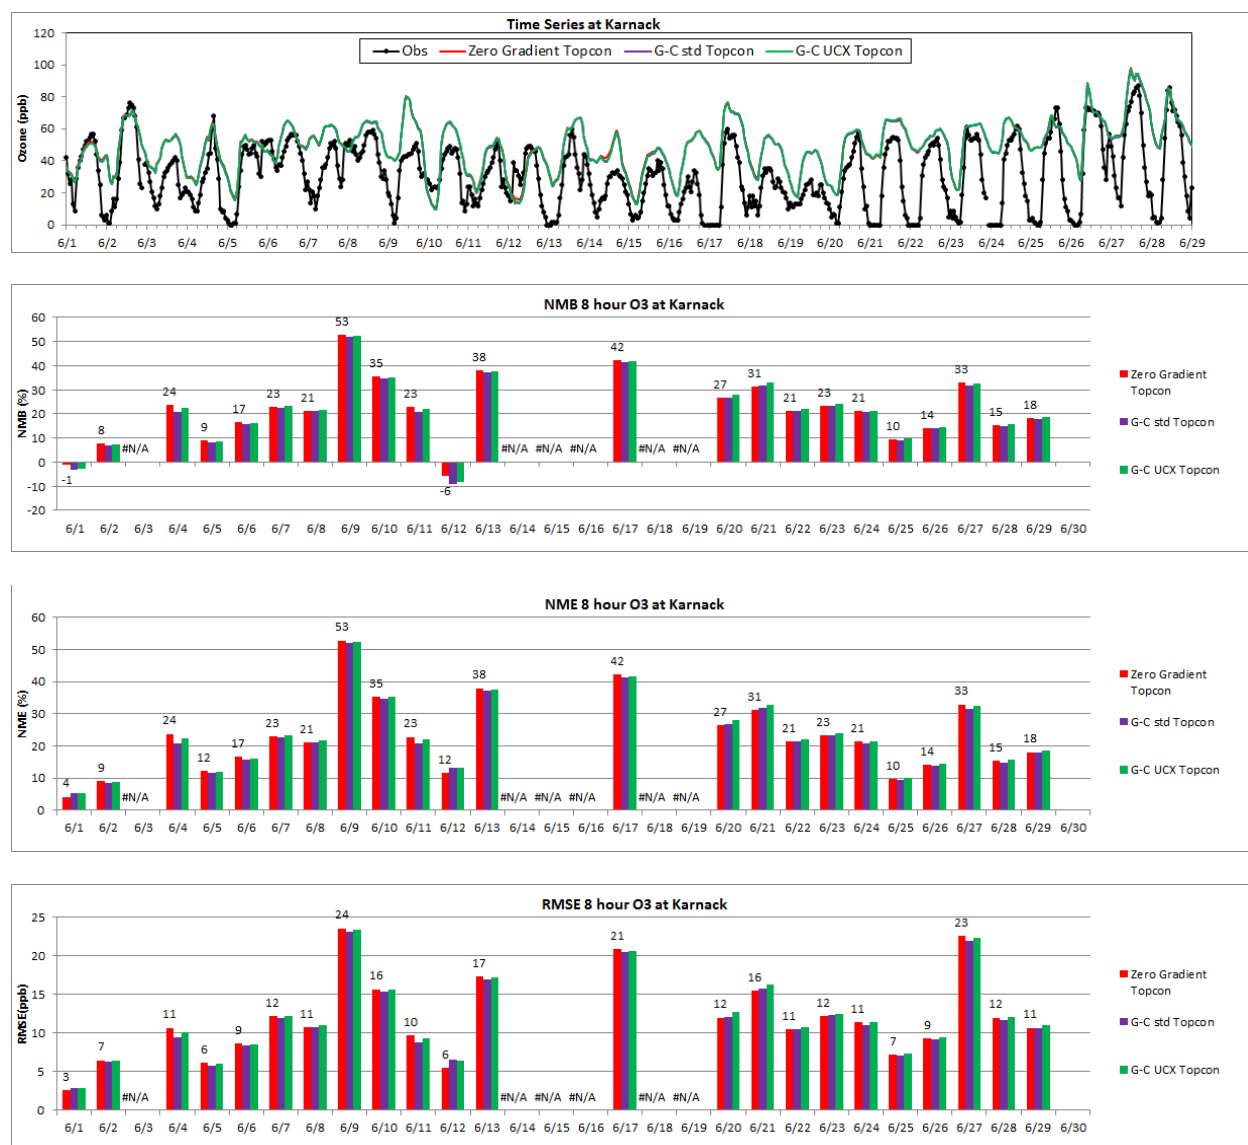 Time Series at Karnack
Obs Zero Gradient Topcon G-C std Topcon G-C UCX Topcon
Ozone (ppb)
120
100
80
60
40
20
0
6/1 6/2 6/3 6/4 6/5 6/6 6/7 6/8 6/9 6/10 6/11 6/12 6/13 6/14 6/15 6/16 6/17 6/18 6/19 6/20 6/21 6/22 6/23 6/24 6/25 6/26 6/27 6/28 6/29
NMB 8 hour O3 at Karnack
NMB (%)
60
50
40
30
20
10
0
-10
-20
-1 8 #N/A 24 9 17 23 21 53 35 23 -6 38 #N/A #N/A #N/A 42 #N/A #N/A 27 31 21 23 21 10 14 33 15 18
6/1 6/2 6/3 6/4 6/5 6/6 6/7 6/8 6/9 6/10 6/11 6/12 6/13 6/14 6/15 6/16 6/17 6/18 6/19 6/20 6/21 6/22 6/23 6/24 6/25 6/26 6/27 6/28 6/29 6/30
Zero Gradient
Topcon
G-C std Topcon
G-C UCX Topcon
NME 8 hour O3 at Karnack
NME (%)
60
50
40
30
20
10
0
4 9 #N/A 24 12 17 23 21 53 35 23 12 38 #N/A #N/A #N/A 42 #N/A #N/A 27 31 21 23 21 10 14 33 15 18
6/1 6/2 6/3 6/4 6/5 6/6 6/7 6/8 6/9 6/10 6/11 6/12 6/13 6/14 6/15 6/16 6/17 6/18 6/19 6/20 6/21 6/22 6/23 6/24 6/25 6/26 6/27 6/28 6/29 6/30
Zero Gradient
Topcon
G-C std Topcon
G-C UCX Topcon
RMSE 8 hour O3 at Karnack
RMSE(ppb)
25
20
15
10
5
0
3 7 #N/A 11 6 9 12 11 24 16 10 6 17 #N/A #N/A #N/A 21 #N/A #N/A 12 16 11 12 11 7 9 23 12 11
6/1 6/2 6/3 6/4 6/5 6/6 6/7 6/8 6/9 6/10 6/11 6/12 6/13 6/14 6/15 6/16 6/17 6/18 6/19 6/20 6/21 6/22 6/23 6/24 6/25 6/26 6/27 6/28 6/29 6/30
Zero Gradient
Topcon
G-C std Topcon
G-C UCX Topcon